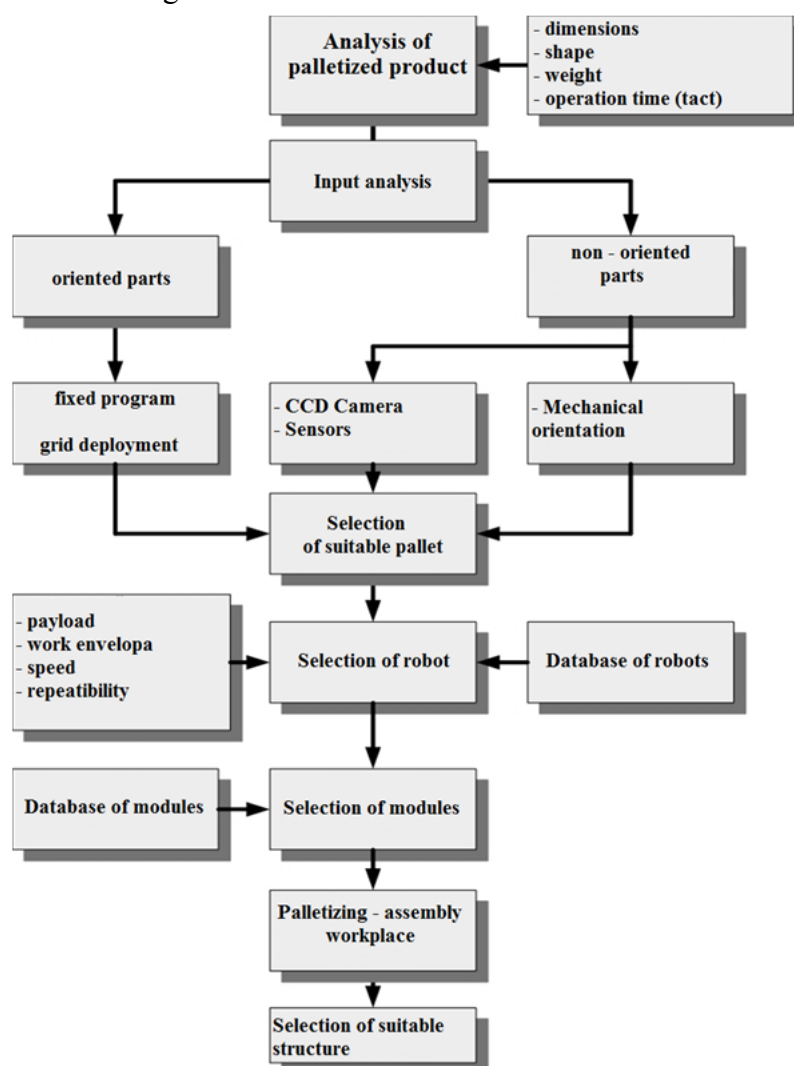 Analysis of
palletized product
- dimensions
- shape
- weight
- operation time (tact)
Input analysis
oriented parts
non - oriented
parts
fixed program
grid deployment
- CCD Camera
- Sensors
- Mechanical
orientation
Selection
of suitable pallet
- payload
- work envelopa
- speed
- repeatibility
Selection of robot
Database of robots
Database of modules
Selection of modules
Palletizing - assembly
workplace
Selection of suitable
structure